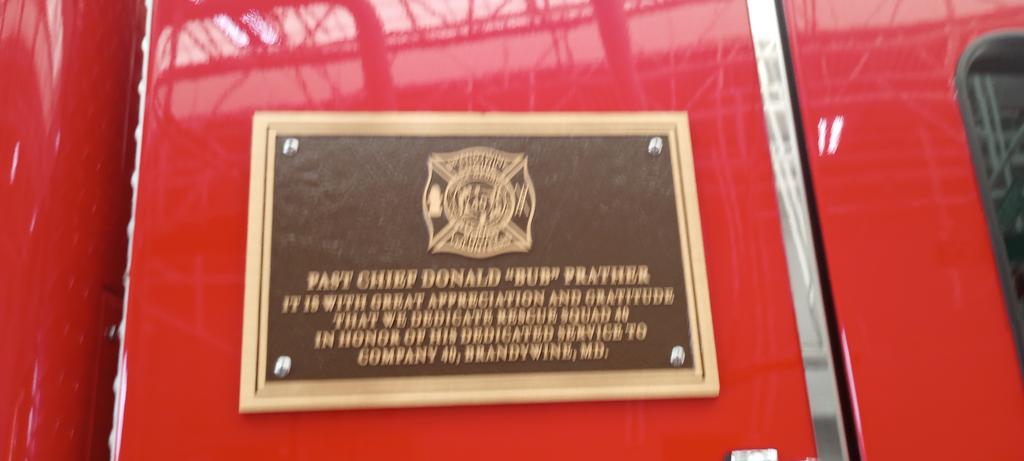 PAST CHIEF DONALD "BUB" PRATHER
IT IS WITH GREAT APPRECIATION AND GRATITUDE
THAT WE DEDICATE RESCUE SQUAD 40
IN HONOR OF HIS DEDICATED SERVICE TO
COMPANY 40, BRANDYWINE, MD.